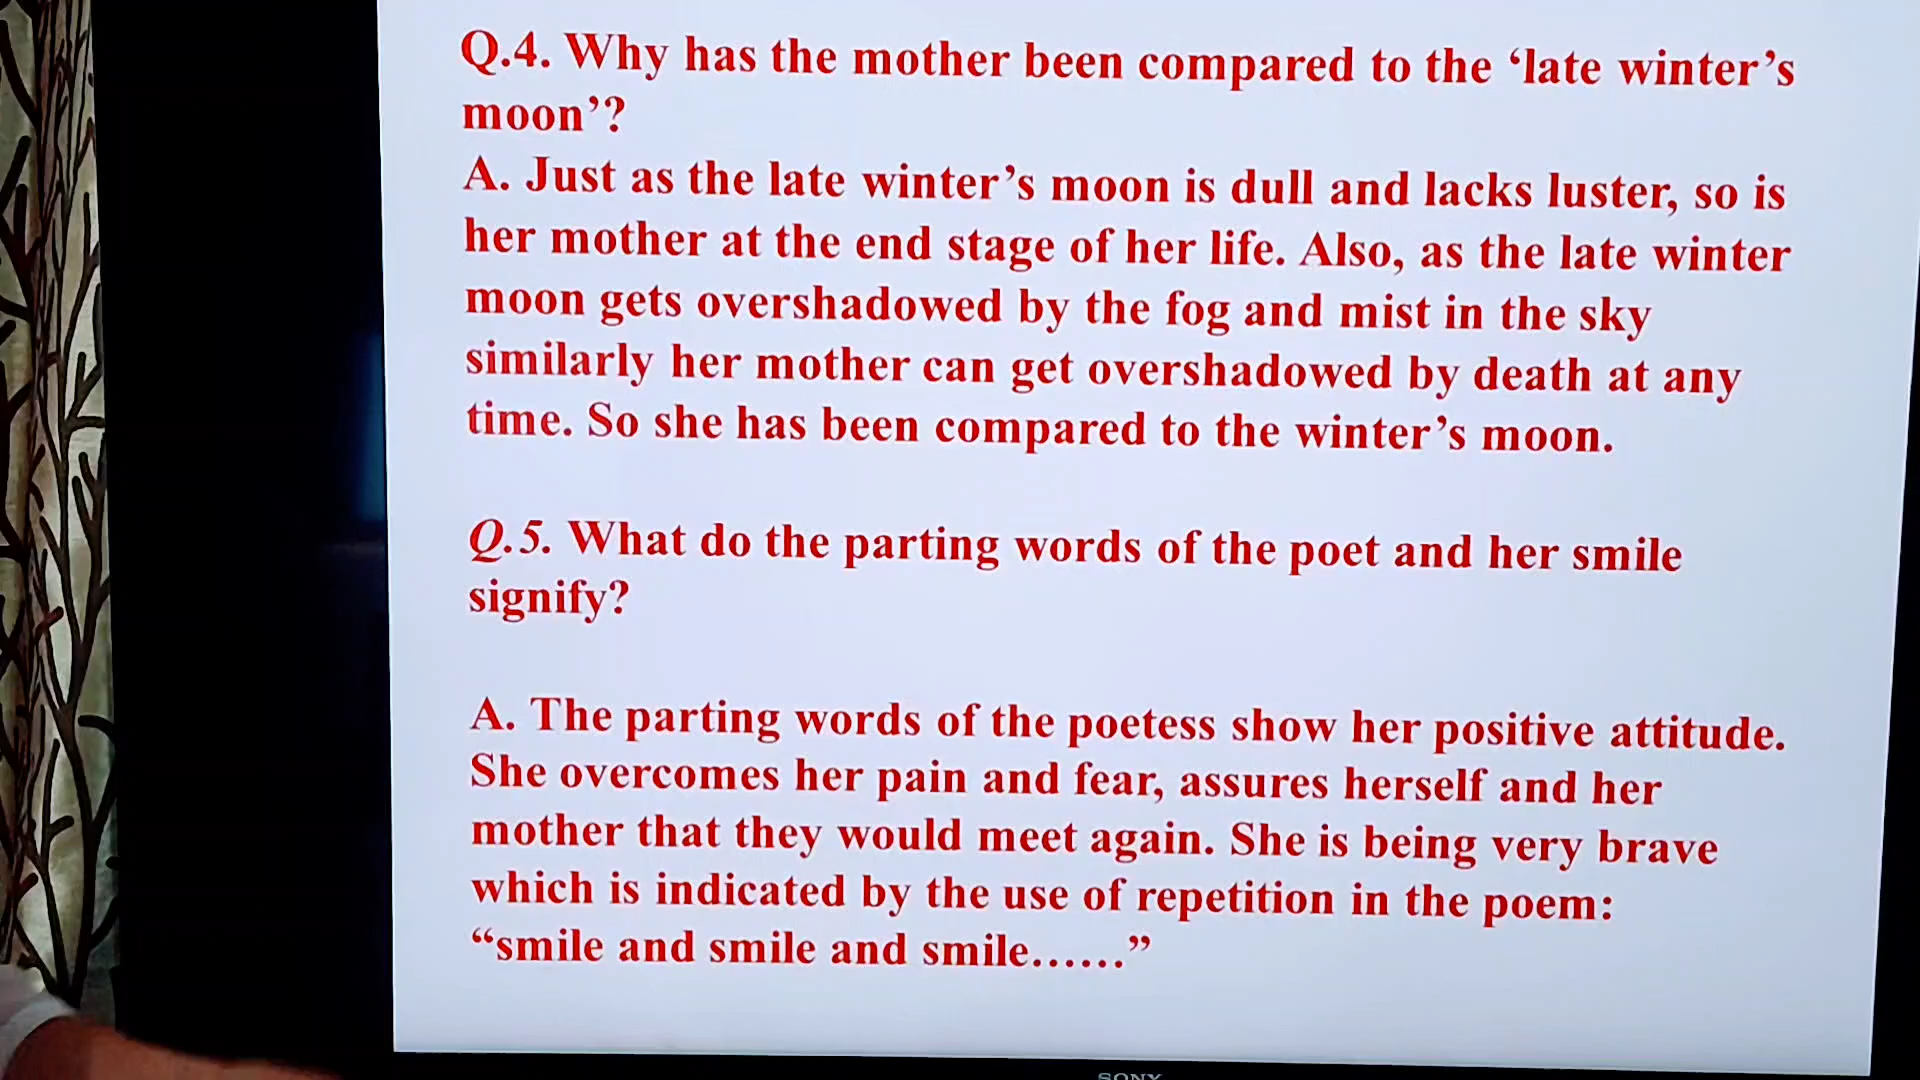 Q.4. Why has the mother been compared to the ‘late winter’s
moon’?
A. Just as the late winter’s moon is dull and lacks luster, so is
her mother at the end stage of her life. Also, as the late winter
moon gets overshadowed by the fog and mist in the sky
similarly her mother can get overshadowed by death at any
time. So she has been compared to the winter’s moon.
Q.5. What do the parting words of the poet and her smile
signify?
A. The parting words of the poetess show her positive attitude.
She overcomes her pain and fear, assures herself and her
mother that they would meet again. She is being very brave
which is indicated by the use of repetition in the poem:
“smile and smile and smile……”
SONY